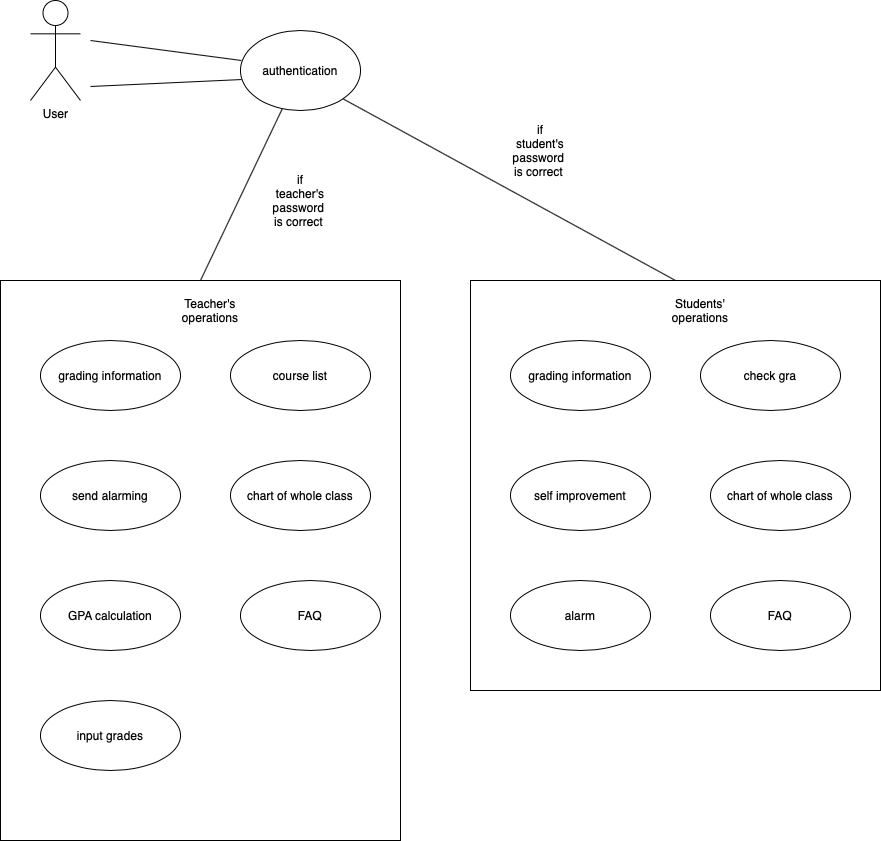 User
authentication
if
student's
password
is correct
if
teacher's
password
is correct
Teacher's
operations
grading information
course list
send alarming
chart of whole class
GPA calculation
FAQ
input grades
Students'
operations
grading information
check gra
self improvement
chart of whole class
alarm
FAQ